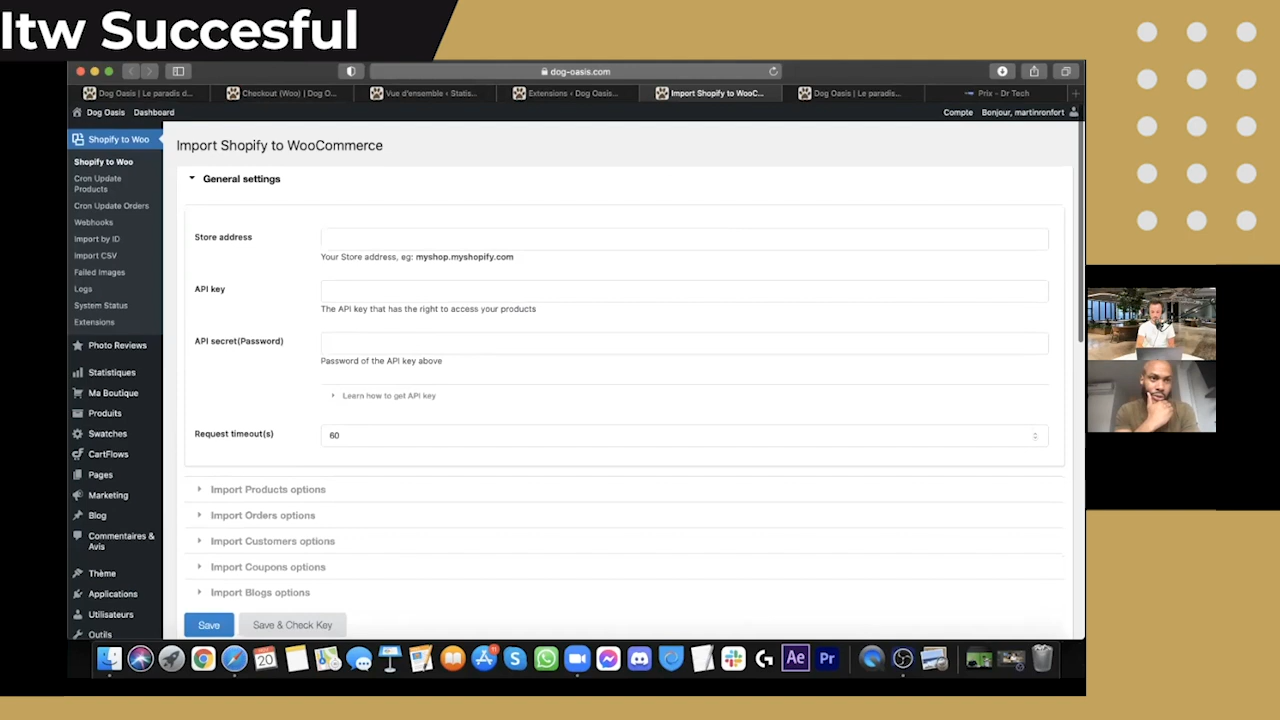 Itw Succesful
dog-oasis.com
Dog Oasis | Le paradis d...
Checkout (Woo) | Dog O...
Vue d'ensemble ‹ Statis...
Extensions ‹ Dog Oasis...
Import Shopify to WooC...
Dog Oasis | Le paradis...
Prix - Dr Tech
Dog Oasis
Dashboard
Compte
Bonjour, martinronfort
Shopify to Woo
Shopify to Woo
Cron Update
Products
Cron Update Orders
Webhooks
Import by ID
Import CSV
Failed Images
Logs
System Status
Extensions
Photo Reviews
Statistiques
Ma Boutique
Produits
Swatches
CartFlows
Pages
Marketing
Blog
Commentaires &
Avis
Thème
Applications
Utilisateurs
Outils
Import Shopify to WooCommerce
General settings
Store address
Your Store address, eg: myshop.myshopify.com
API key
The API key that has the right to access your products
API secret(Password)
Password of the API key above
Learn how to get API key
Request timeout(s)
60
Import Products options
Import Orders options
Import Customers options
Import Coupons options
Import Blogs options
Save
Save & Check Key
20
11
Ae
Pr